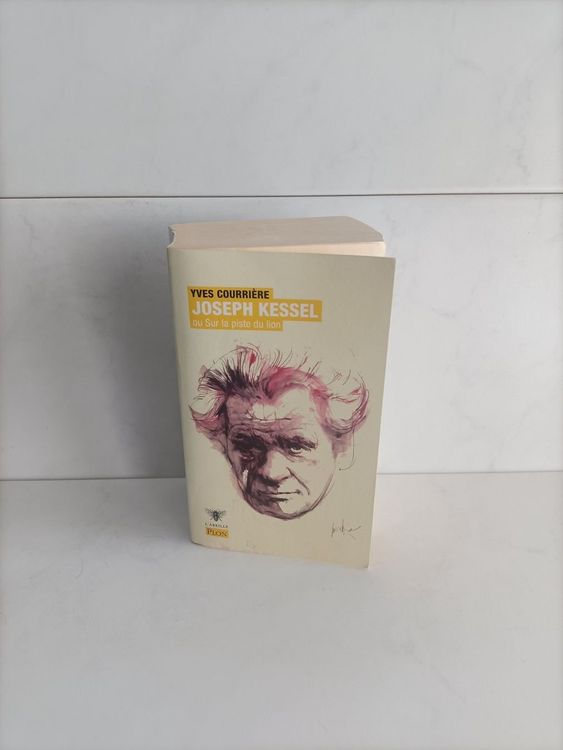 YVES COURRIÈRE
JOSEPH KESSEL
ou Sur la piste du lion
L'ABEILLE
PLON